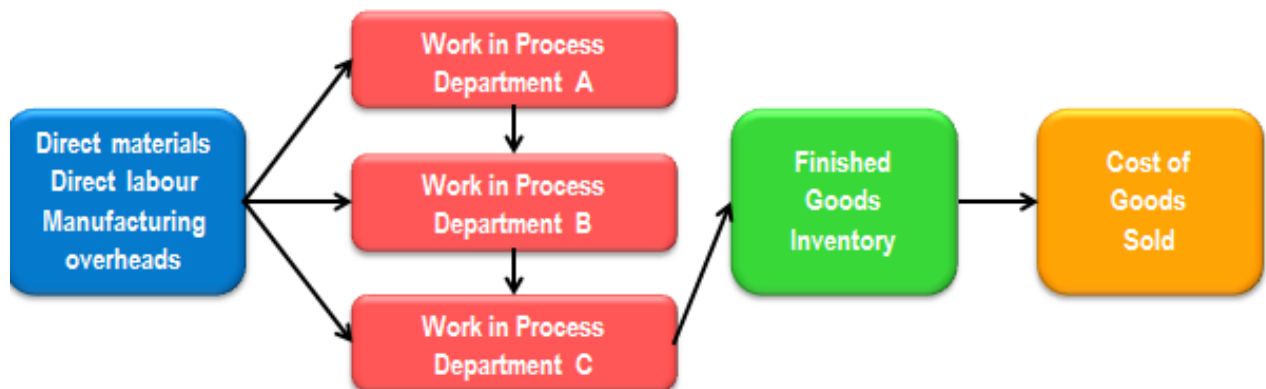 Direct materials
Direct labour
Manufacturing
overheads
Work in Process
Department A
Work in Process
Department B
Work in Process
Department C
Finished
Goods
Inventory
Cost of
Goods
Sold